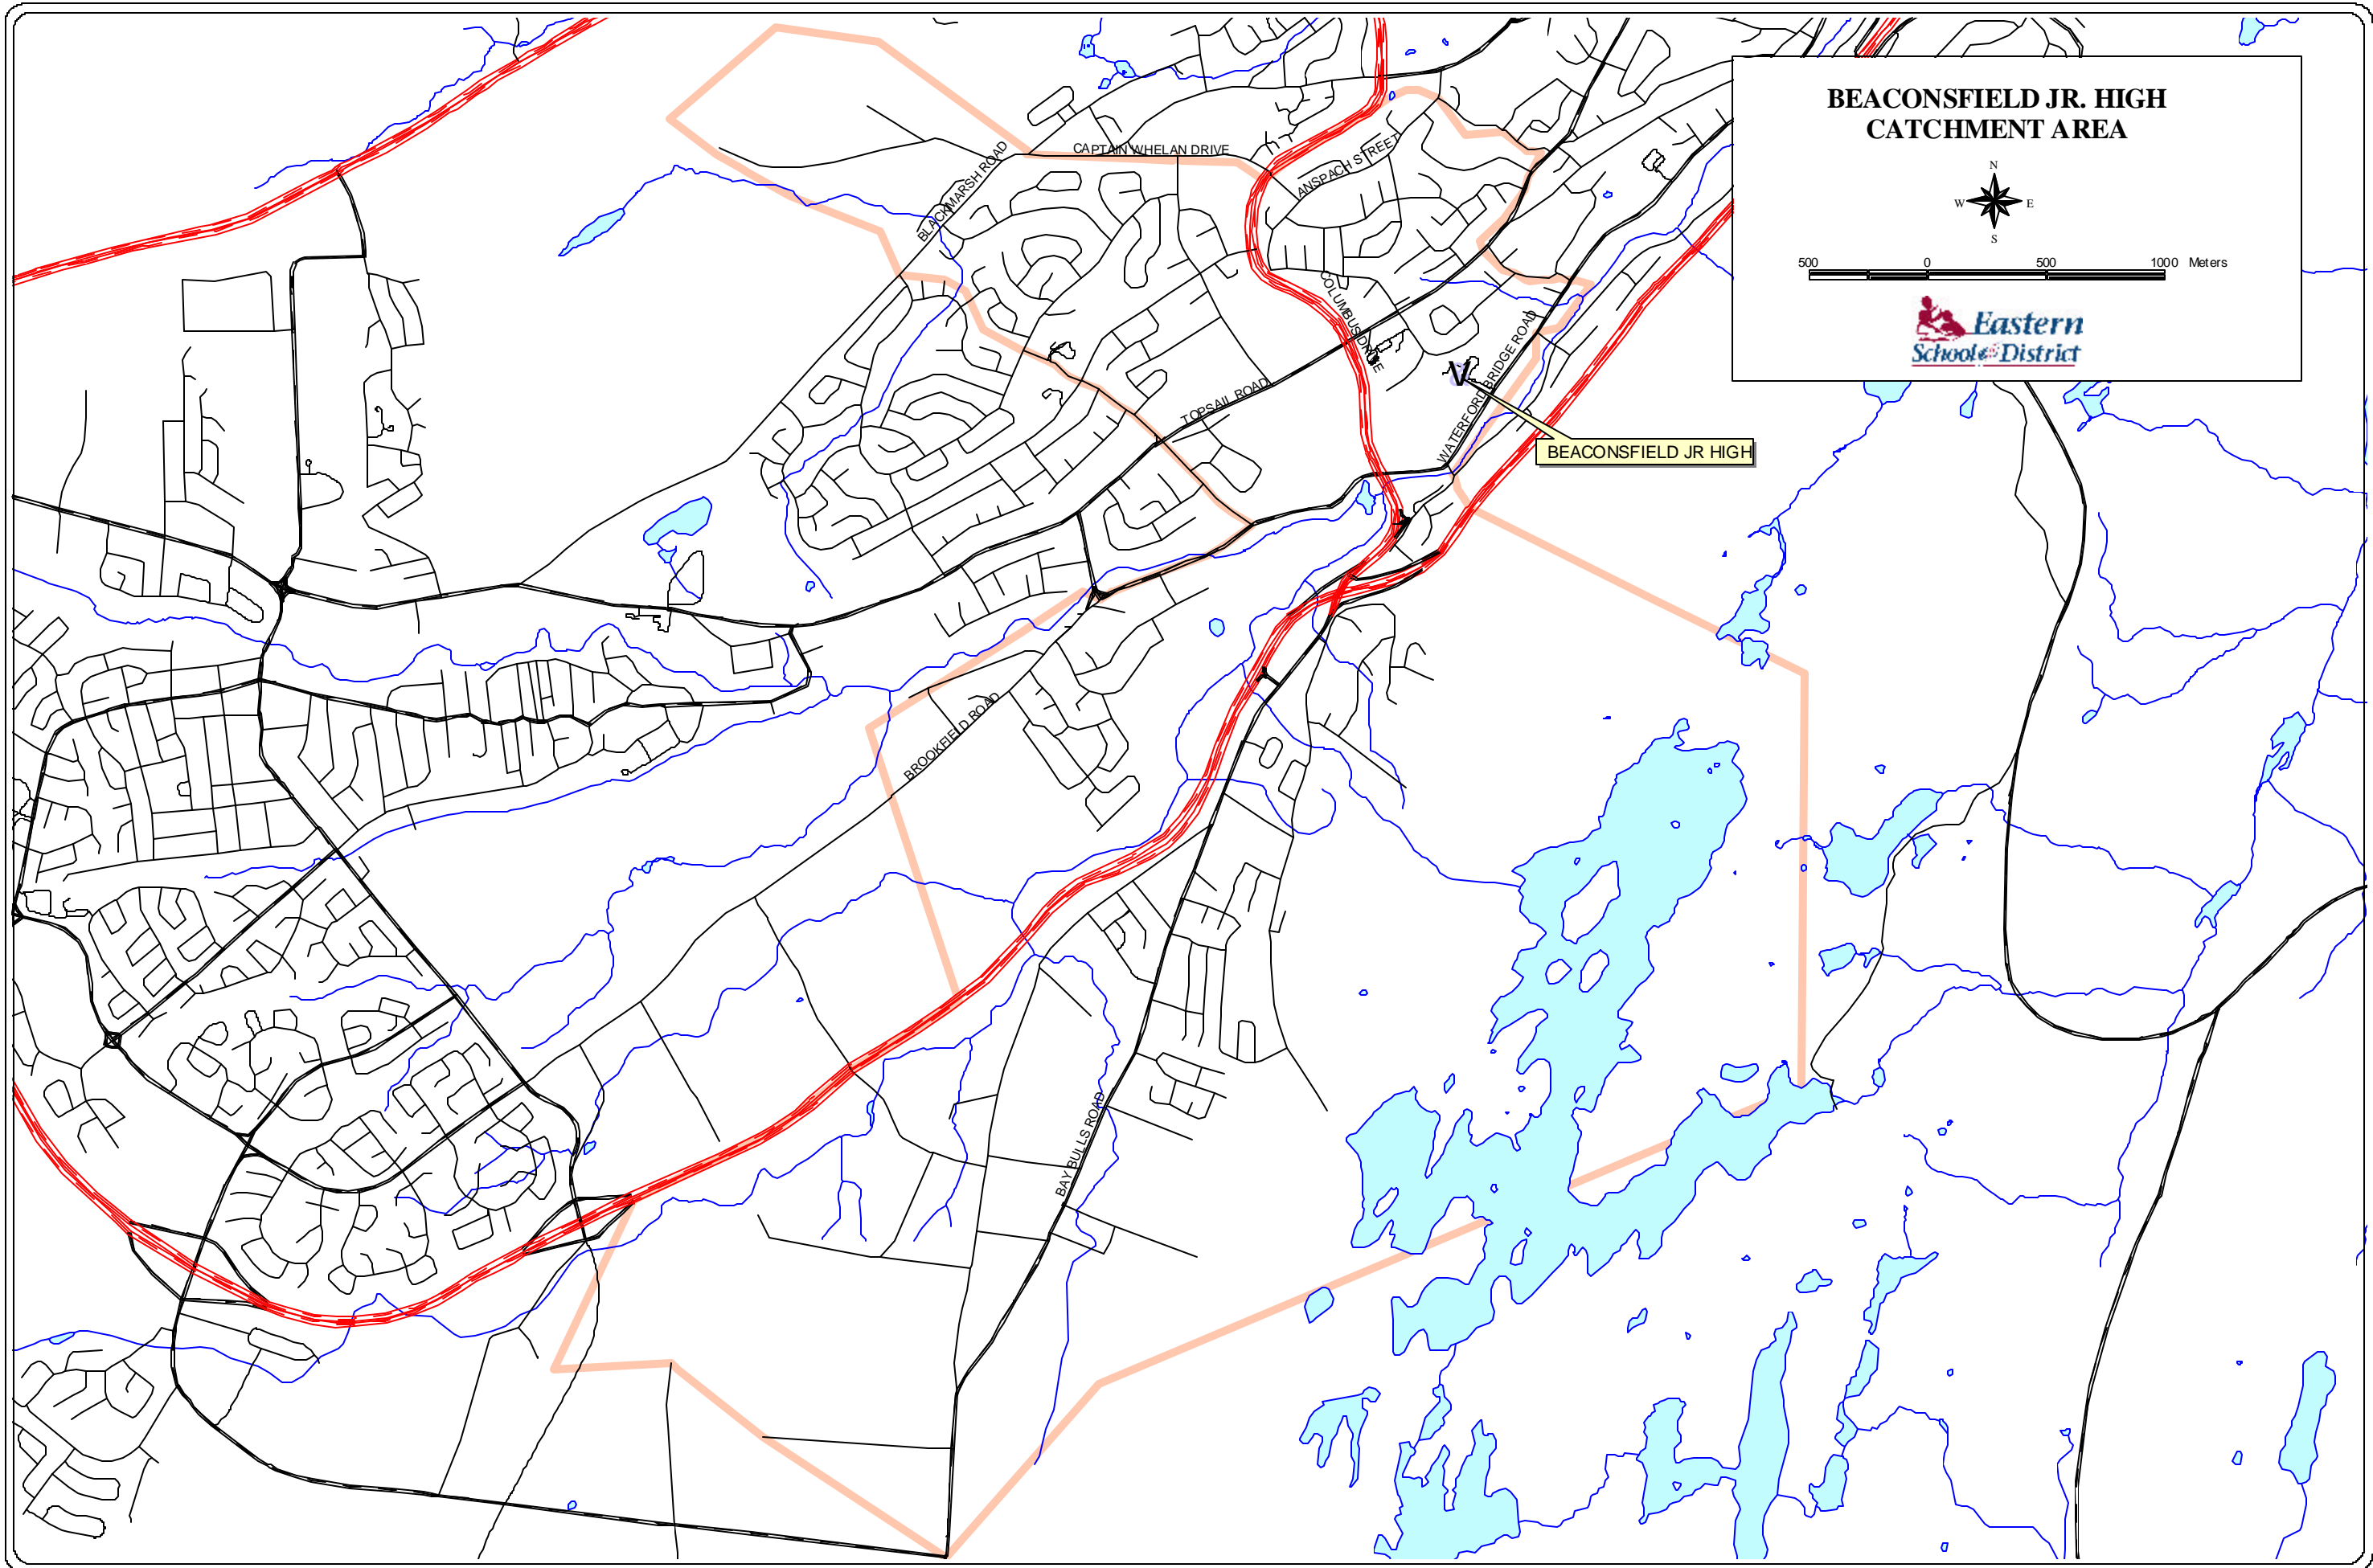 BEACONSFIELD JR. HIGH
CATCHMENT AREA
N
W E
S
500 0 500 1000 Meters
Eastern
School District
CAPTAIN WHELAN DRIVE
BLACKMARSH ROAD
ANSPACH STREET
COLUMBUS DRIVE
TOPSAIL ROAD
WATERFORD BRIDGE ROAD
V
BEACONSFIELD JR HIGH
BROOKFIELD ROAD
BAY BULLS ROAD